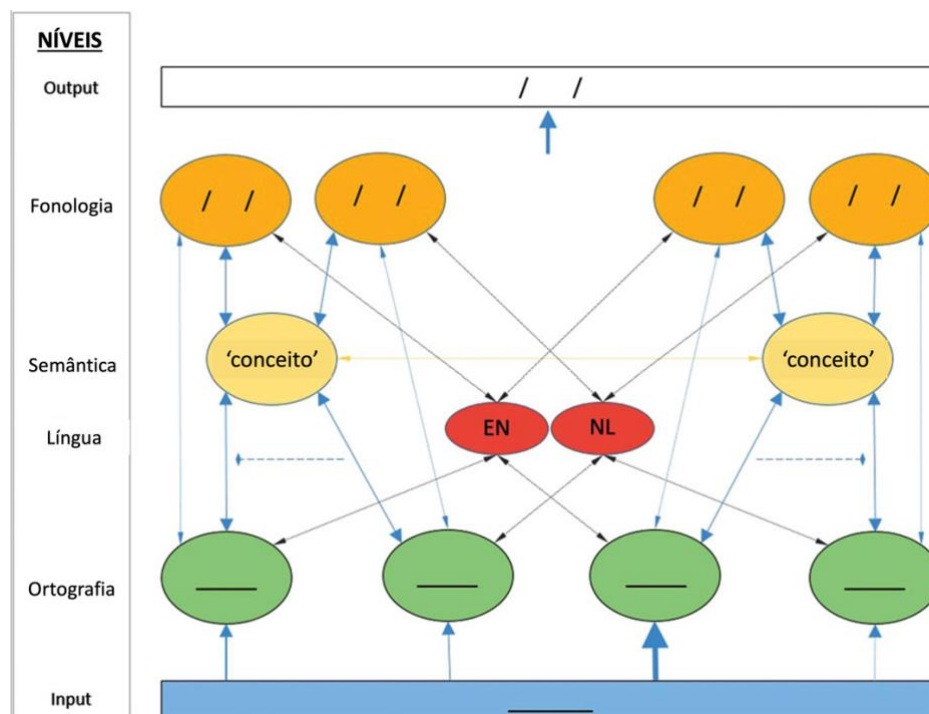 NÍVEIS
Output
/ /
Fonologia
/ / / / / / / /
Semântica
‘conceito’ ‘conceito’
Língua
EN NL
Ortografia
Input